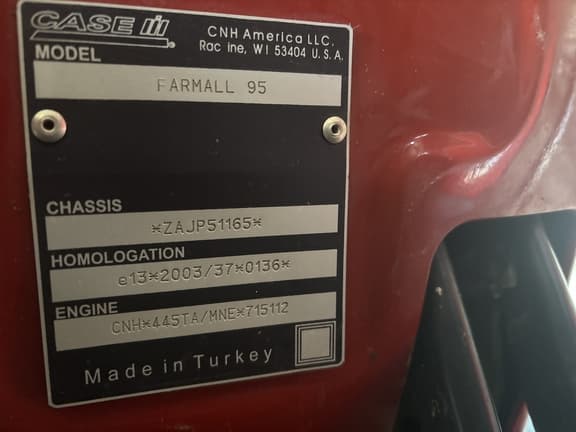 CASE IH
CNH America LLC.
Racine, WI 53404 U.S.A.
MODEL
FARMALL 95
CHASSIS
*ZAJP51165*
HOMOLOGATION
e13*2003/37*0136*
ENGINE
CNH*445TA/MNE*715112
Made in Turkey